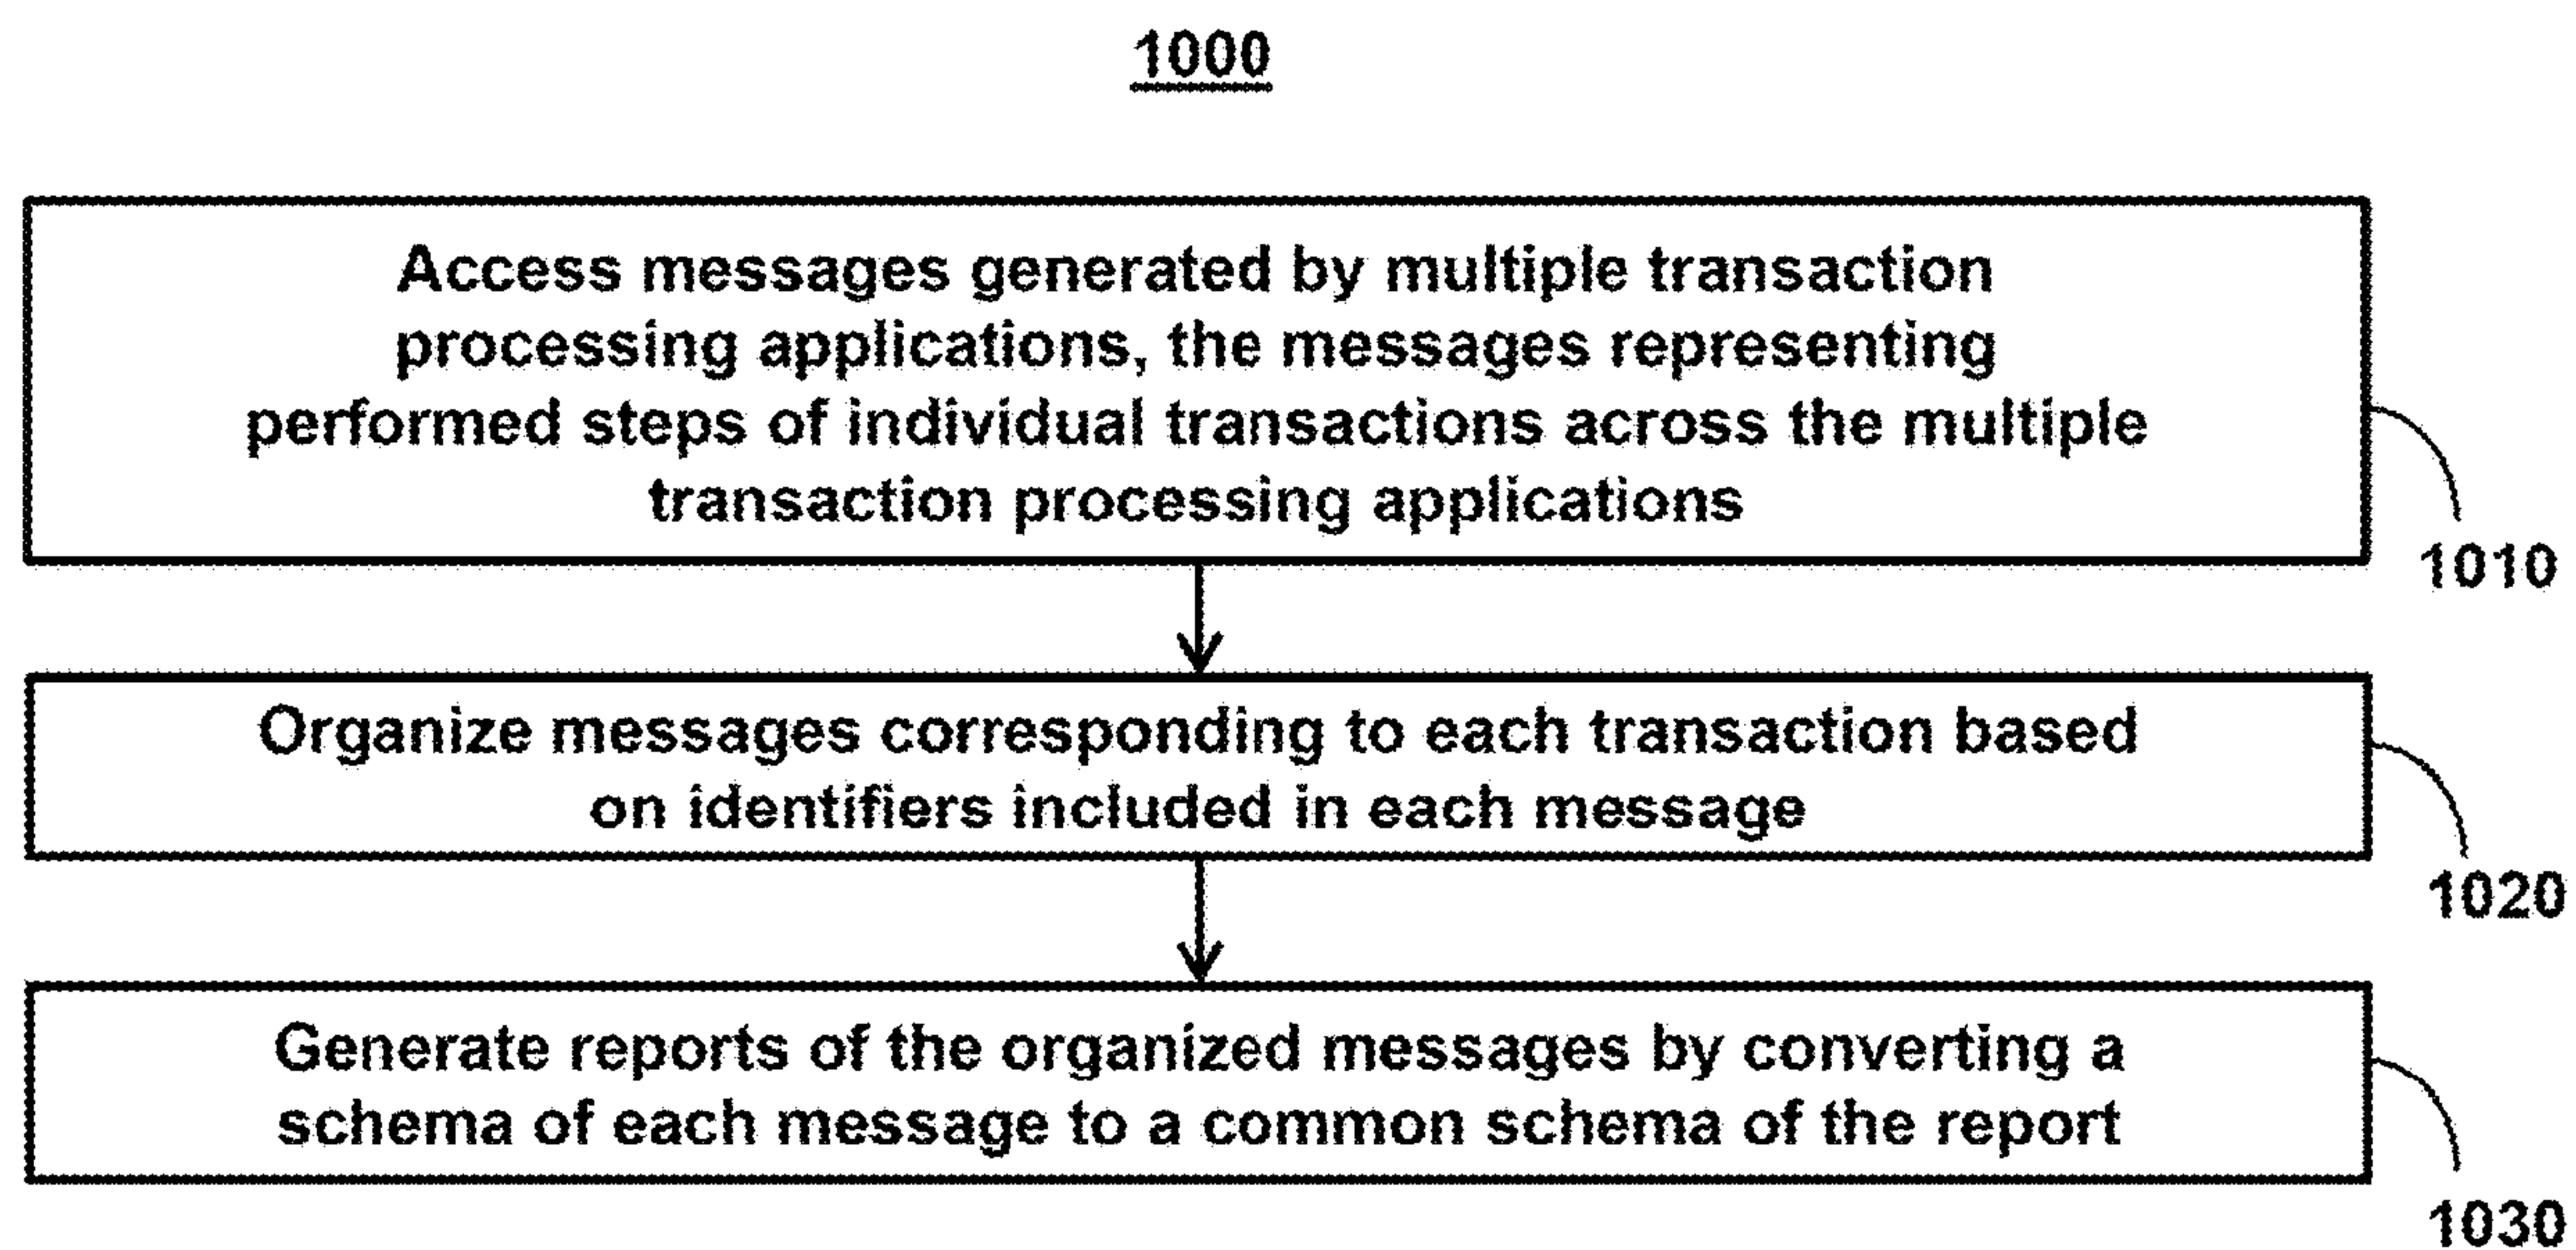 1000
Access messages generated by multiple transaction
processing applications, the messages representing
performed steps of individual transactions across the multiple
transaction processing applications
1010
Organize messages corresponding to each transaction based
on identifiers included in each message
1020
Generate reports of the organized messages by converting a
schema of each message to a common schema of the report
1030